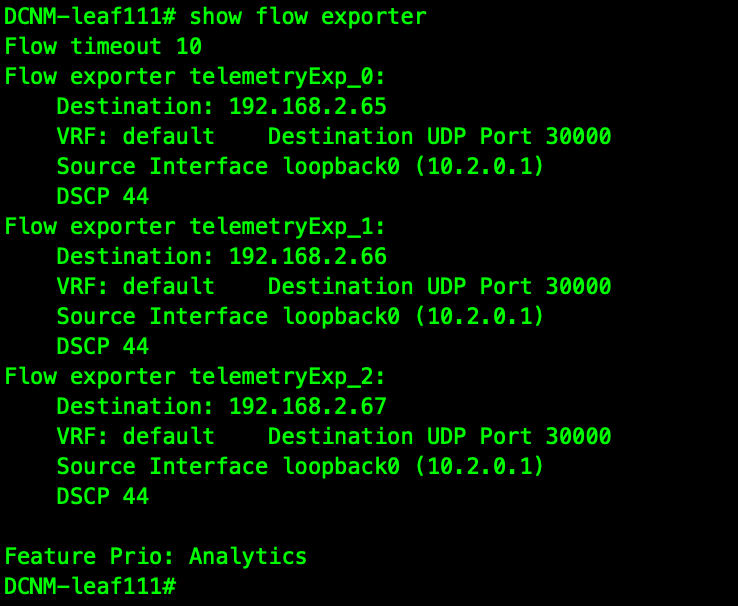 DCNM-leaf111# show flow exporter
Flow timeout 10
Flow exporter telemetryExp_0:
    Destination: 192.168.2.65
    VRF: default    Destination UDP Port 30000
    Source Interface loopback0 (10.2.0.1)
    DSCP 44
Flow exporter telemetryExp_1:
    Destination: 192.168.2.66
    VRF: default    Destination UDP Port 30000
    Source Interface loopback0 (10.2.0.1)
    DSCP 44
Flow exporter telemetryExp_2:
    Destination: 192.168.2.67
    VRF: default    Destination UDP Port 30000
    Source Interface loopback0 (10.2.0.1)
    DSCP 44

Feature Prio: Analytics
DCNM-leaf111#